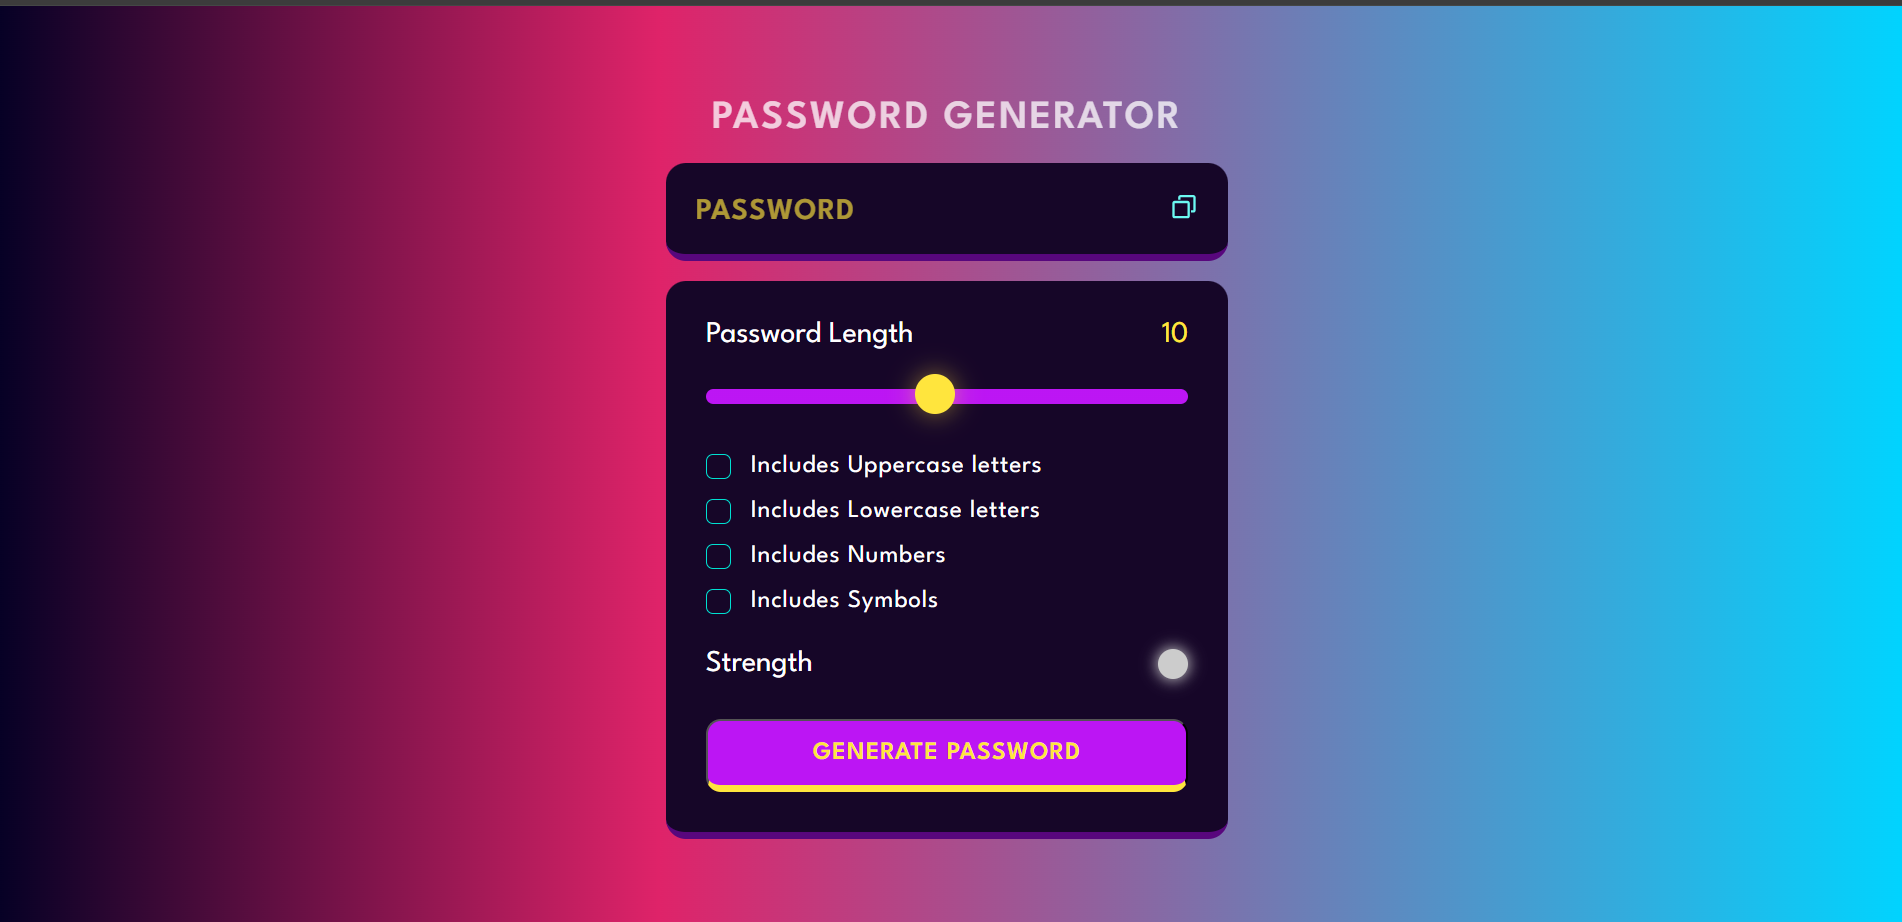 PASSWORD GENERATOR
PASSWORD
Password Length 10
Includes Uppercase letters
Includes Lowercase letters
Includes Numbers
Includes Symbols
Strength
GENERATE PASSWORD